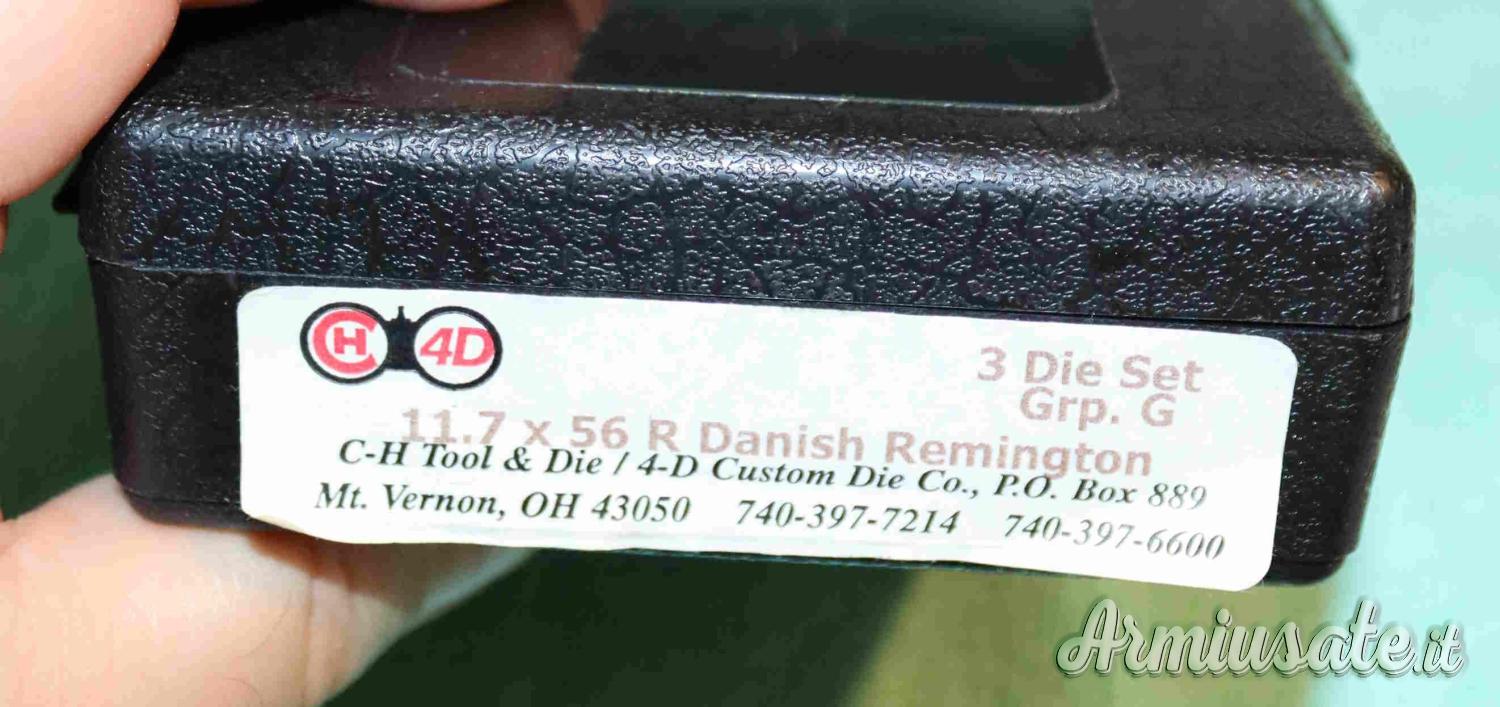 CH 4D
3 Die Set
Grp. G
11.7 x 56 R Danish Remington
C-H Tool & Die / 4-D Custom Die Co., P.O. Box 889
Mt. Vernon, OH 43050 740-397-7214 740-397-6600
Armiusate.it